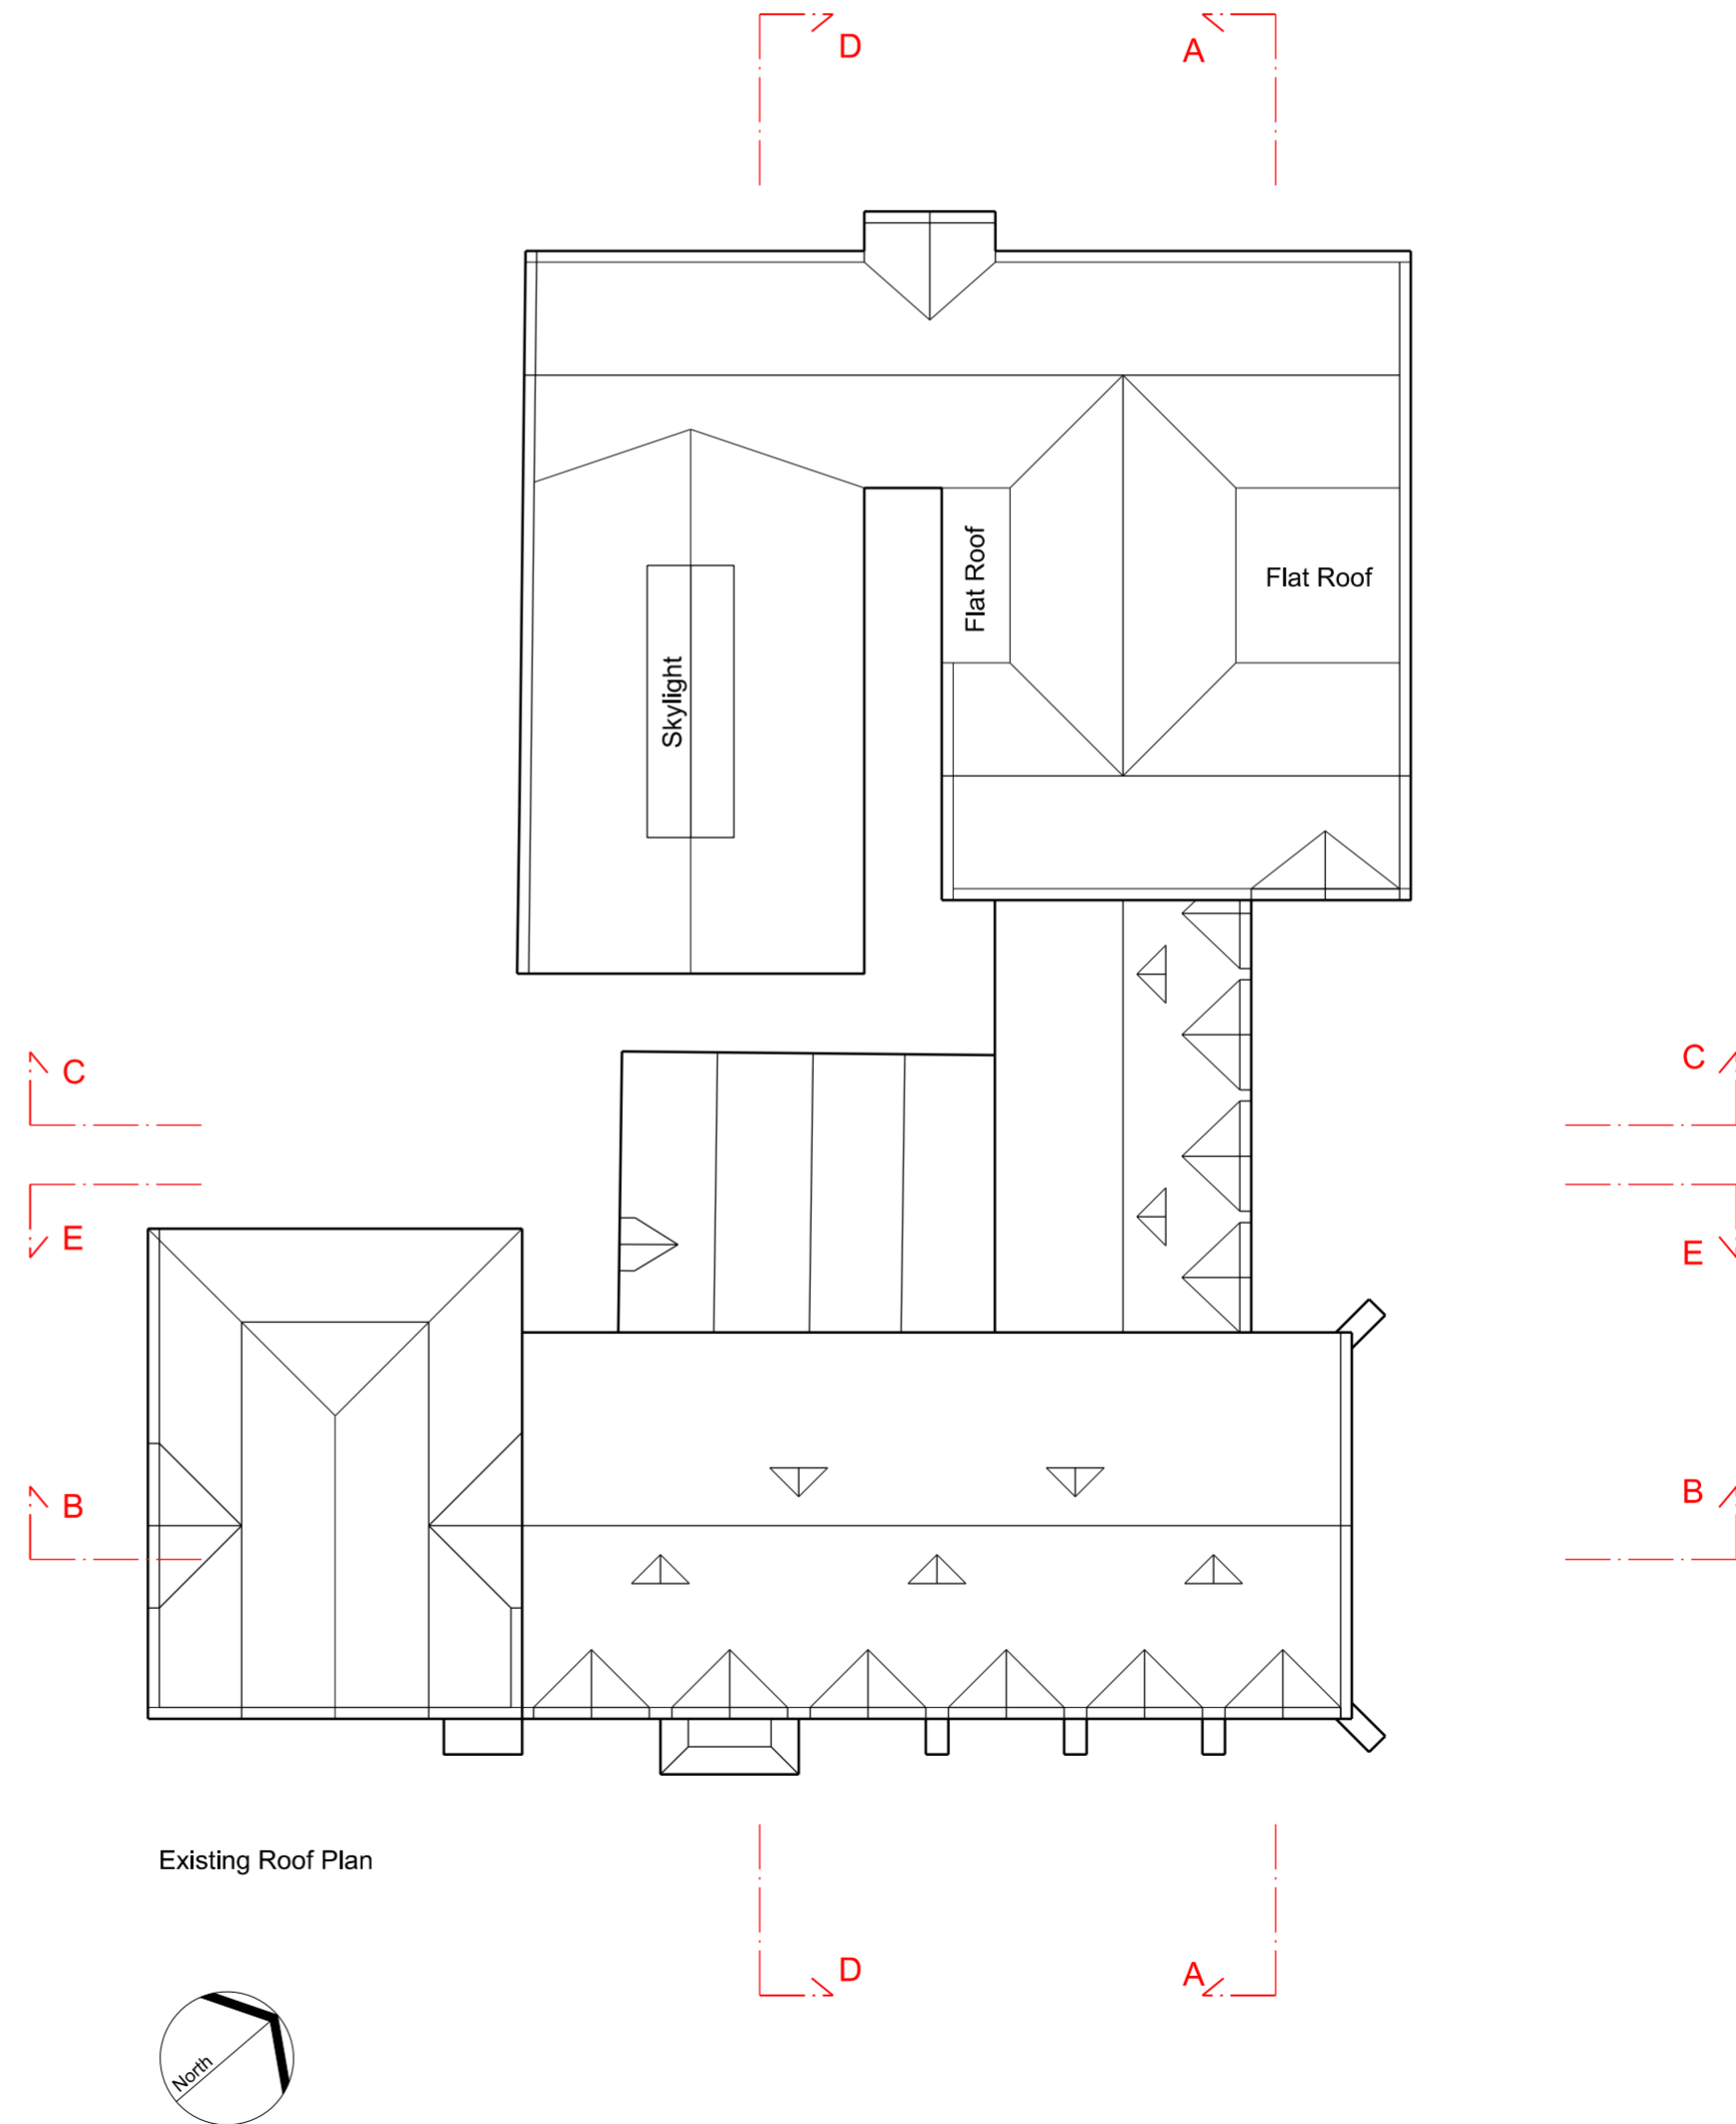 D
A
Flat Roof
Flat Roof
Skylight
C
C
E
E
B
B
Existing Roof Plan
D
A
North